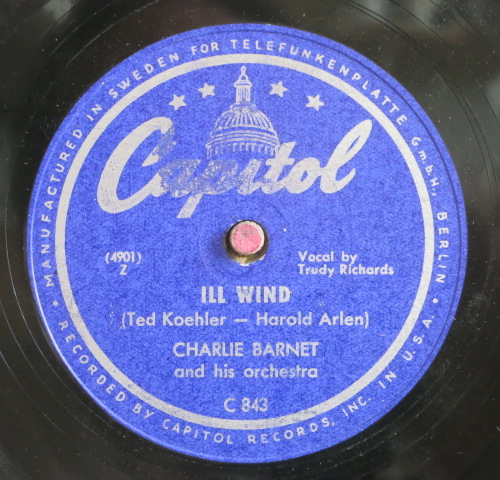 MANUFACTURED IN SWEDEN FOR TELEFUNKENPLATTE G.m.b.H., BERLIN
Capitol
(4901)
Z
Vocal by
Trudy Richards
ILL WIND
(Ted Koehler — Harold Arlen)
CHARLIE BARNET
and his orchestra
C 843
• RECORDED BY CAPITOL RECORDS, INC. IN U.S.A. •